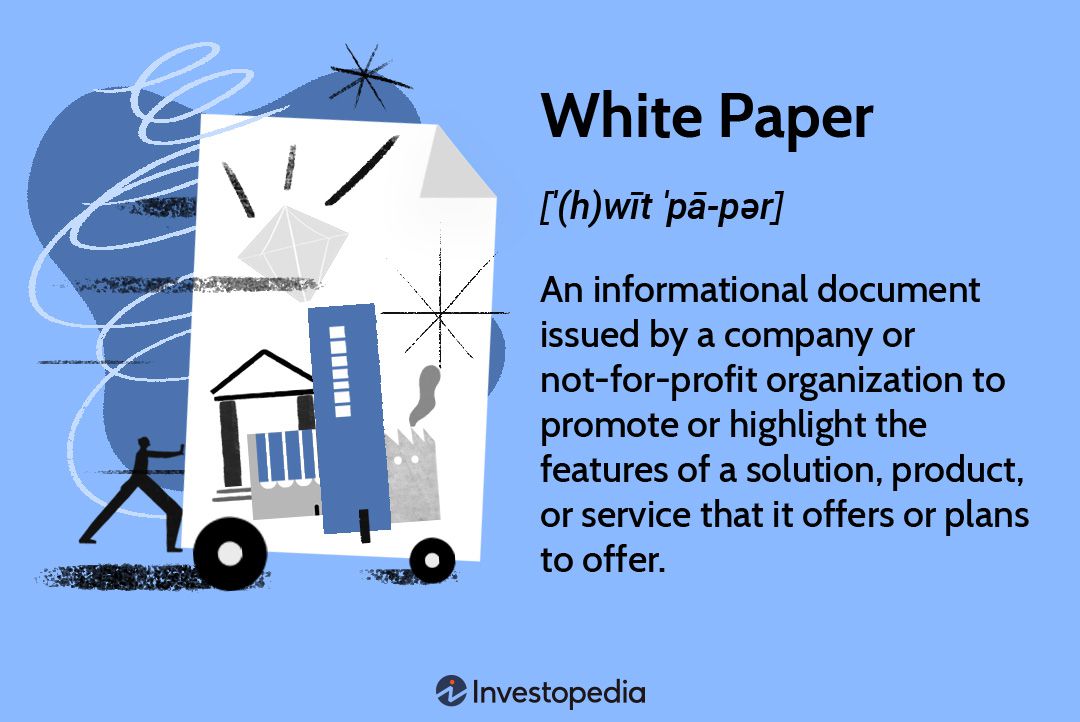 White Paper
[ˈ(h)wīt ˈpā-pər]
An informational document
issued by a company or
not-for-profit organization to
promote or highlight the
features of a solution, product,
or service that it offers or plans
to offer.
Investopedia